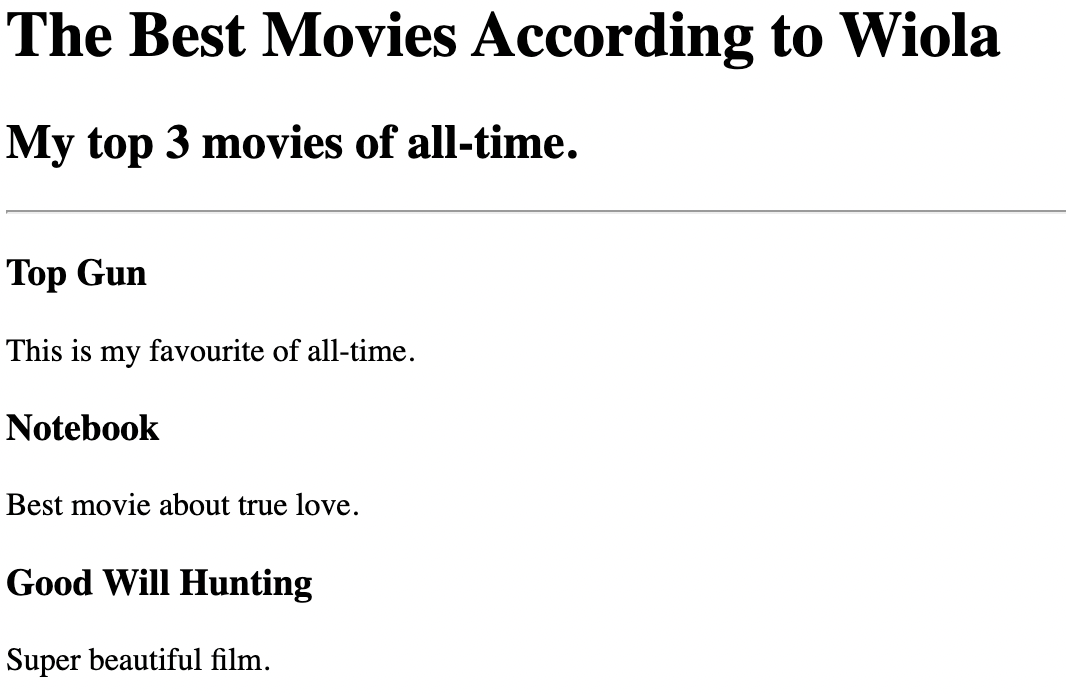 The Best Movies According to Wiola
My top 3 movies of all-time.
Top Gun
This is my favourite of all-time.
Notebook
Best movie about true love.
Good Will Hunting
Super beautiful film.